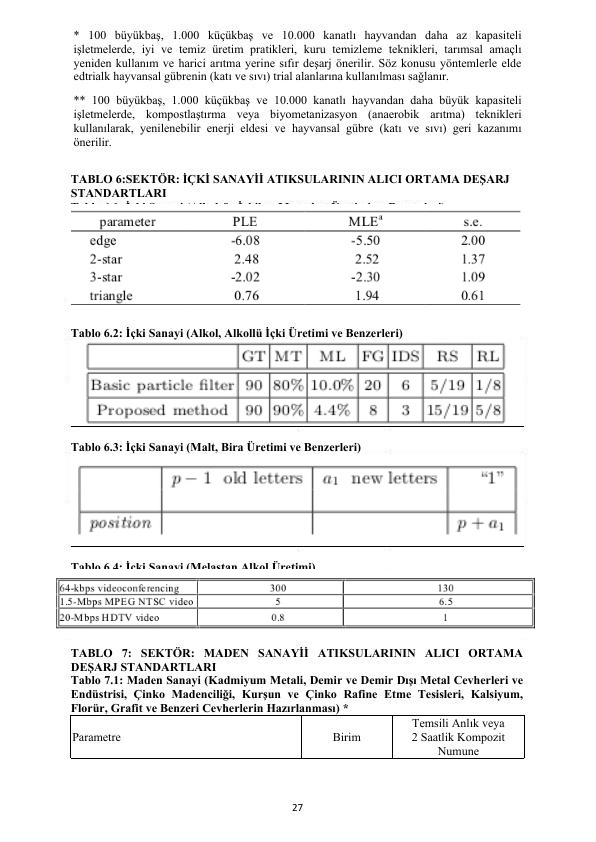 * 100 büyükbaş, 1.000 küçükbaş ve 10.000 kanatlı hayvandan daha az kapasiteli
işletmelerde, iyi ve temiz üretim pratikleri, kuru temizleme teknikleri, tarımsal amaçlı
yeniden kullanım ve harici arıtma yerine sıfır deşarj önerilir. Söz konusu yöntemlerle elde
edtrialk hayvansal gübrenin (katı ve sıvı) trial alanlarına kullanılması sağlanır.
** 100 büyükbaş, 1.000 küçükbaş ve 10.000 kanatlı hayvandan daha büyük kapasiteli
işletmelerde, kompostlaştırma veya biyometanizasyon (anaerobik arıtma) teknikleri
kullanılarak, yenilenebilir enerji eldesi ve hayvansal gübre (katı ve sıvı) geri kazanımı
önerilir.
TABLO 6:SEKTÖR: İÇKİ SANAYİİ ATIKSULARININ ALICI ORTAMA DEŞARJ
STANDARTLARI
parameter PLE MLEᵃ s.e.
edge -6.08 -5.50 2.00
2-star 2.48 2.52 1.37
3-star -2.02 -2.30 1.09
triangle 0.76 1.94 0.61
Tablo 6.2: İçki Sanayi (Alkol, Alkollü İçki Üretimi ve Benzerleri)
GT MT ML FG IDS RS RL
Basic particle filter 90 80% 10.0% 20 6 5/19 1/8
Proposed method 90 90% 4.4% 8 3 15/19 5/8
Tablo 6.3: İçki Sanayi (Malt, Bira Üretimi ve Benzerleri)
p − 1 old letters a₁ new letters “1”
position p + a₁
Tablo 6.4: İçki Sanayi (Melastan Alkol Üretimi)
64-kbps videoconferencing 300 130
1.5-Mbps MPEG NTSC video 5 6.5
20-Mbps HDTV video 0.8 1
TABLO 7: SEKTÖR: MADEN SANAYİİ ATIKSULARININ ALICI ORTAMA
DEŞARJ STANDARTLARI
Tablo 7.1: Maden Sanayi (Kadmiyum Metali, Demir ve Demir Dışı Metal Cevherleri ve
Endüstrisi, Çinko Madenciliği, Kurşun ve Çinko Rafine Etme Tesisleri, Kalsiyum,
Florür, Grafit ve Benzeri Cevherlerin Hazırlanması) *
Parametre Birim Temsili Anlık veya
2 Saatlik Kompozit
Numune
27